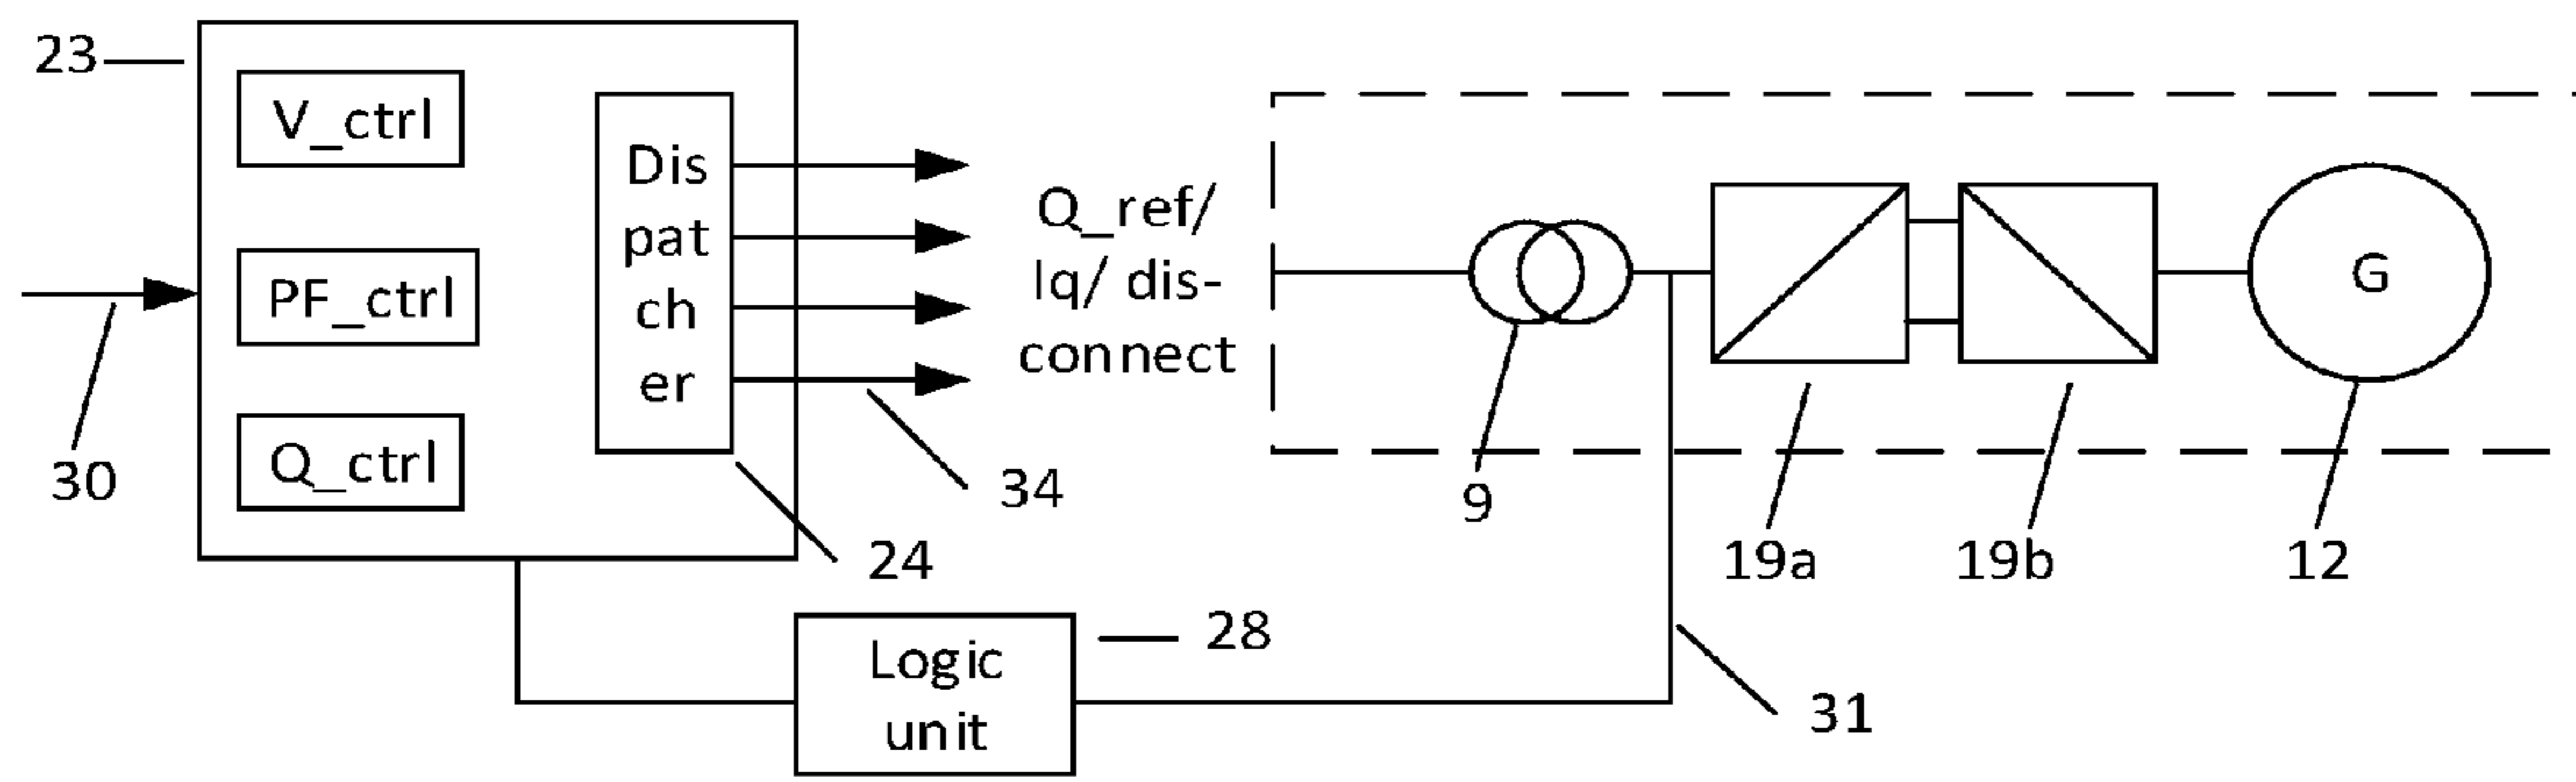 23
V_ctrl
PF_ctrl
Q_ctrl
30
Dis
pat
ch
er
34
24
Q_ref/
Iq/ dis-
connect
Logic
unit
28
31
9
19a
19b
G
12